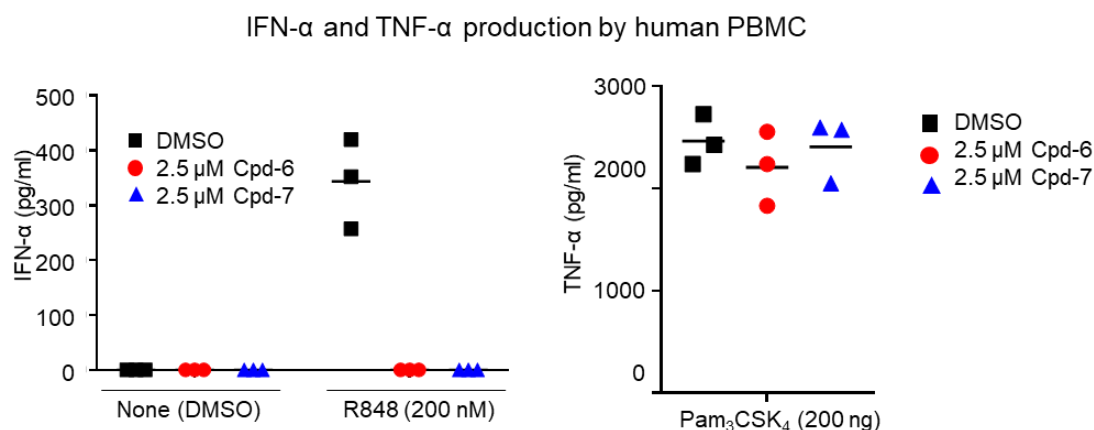 IFN-α and TNF-α production by human PBMC
IFN-α (pg/ml)
500
400
300
200
100
0
DMSO
2.5 µM Cpd-6
2.5 µM Cpd-7
None (DMSO)
R848 (200 nM)
TNF-α (pg/ml)
3000
2000
1000
0
Pam₃CSK₄ (200 ng)
DMSO
2.5 µM Cpd-6
2.5 µM Cpd-7